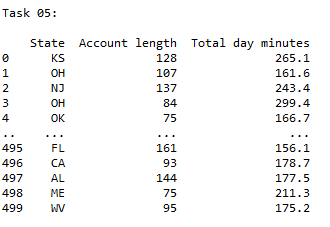 Task 05:
State Account length Total day minutes
0 KS 128 265.1
1 OH 107 161.6
2 NJ 137 243.4
3 OH 84 299.4
4 OK 75 166.7
.. ... ... ...
495 FL 161 156.1
496 CA 93 178.7
497 AL 144 177.5
498 ME 75 211.3
499 WV 95 175.2